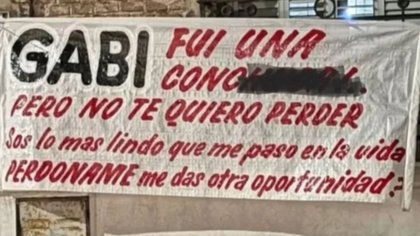 GABI FUI UNA
PERO NO TE QUIERO PERDER
Sos lo mas lindo que me paso en la vida
PERDONAME me das otra oportunidad ?